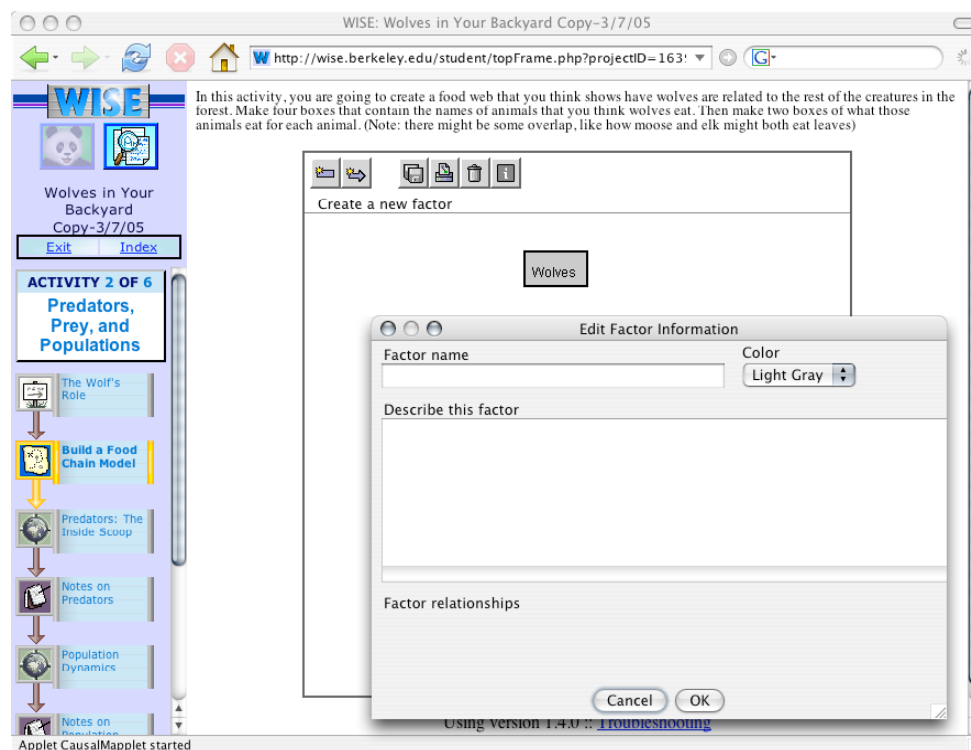 WISE: Wolves in Your Backyard Copy-3/7/05
W http://wise.berkeley.edu/student/topFrame.php?projectID=163
G
WISE
Wolves in Your
Backyard
Copy-3/7/05
Exit Index
ACTIVITY 2 OF 6
Predators,
Prey, and
Populations
The Wolf's
Role
Build a Food
Chain Model
Predators: The
Inside Scoop
Notes on
Predators
Population
Dynamics
Notes on
Population
In this activity, you are going to create a food web that you think shows have wolves are related to the rest of the creatures in the
forest. Make four boxes that contain the names of animals that you think wolves eat. Then make two boxes of what those
animals eat for each animal. (Note: there might be some overlap, like how moose and elk might both eat leaves)
Create a new factor
Wolves
Edit Factor Information
Factor name
Color
Light Gray
Describe this factor
Factor relationships
Cancel OK
Using version 1.4.0 :: Troubleshooting
Applet CausalMapplet started